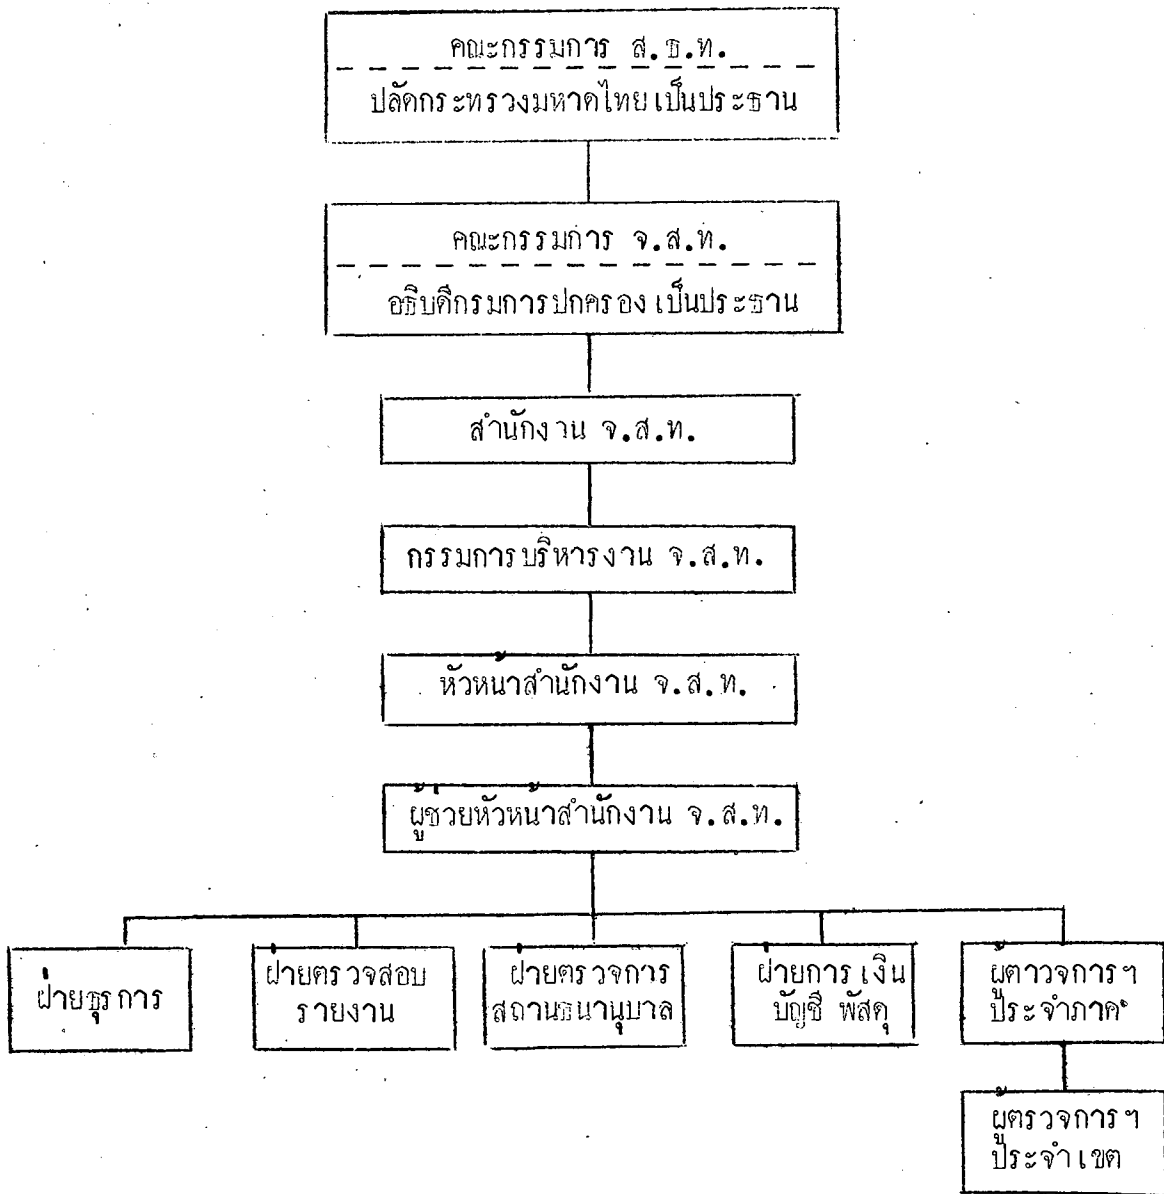 คณะกรรมการ ส.ธ.ท.
ปลัดกระทรวงมหาดไทยเป็นประธาน
คณะกรรมการ จ.ส.ท.
อธิบดีกรมการปกครองเป็นประธาน
สำนักงาน จ.ส.ท.
กรรมการบริหารงาน จ.ส.ท.
หัวหน้าสำนักงาน จ.ส.ท.
ผู้ช่วยหัวหน้าสำนักงาน จ.ส.ท.
ฝ่ายธุรการ
ฝ่ายตรวจสอบ
รายงาน
ฝ่ายตรวจการ
สถานธนานุบาล
ฝ่ายการเงิน
บัญชี พัสดุ
ผู้ตาวจการฯ
ประจำภาค
ผู้ตรวจการฯ
ประจำเขต